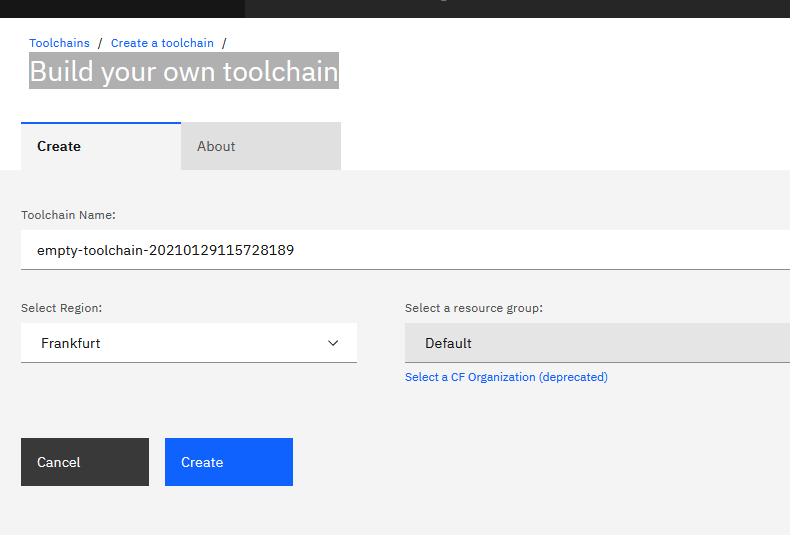 Toolchains / Create a toolchain /
Build your own toolchain
Create About
Toolchain Name:
empty-toolchain-20210129115728189
Select Region: Select a resource group:
Frankfurt Default
Select a CF Organization (deprecated)
Cancel Create